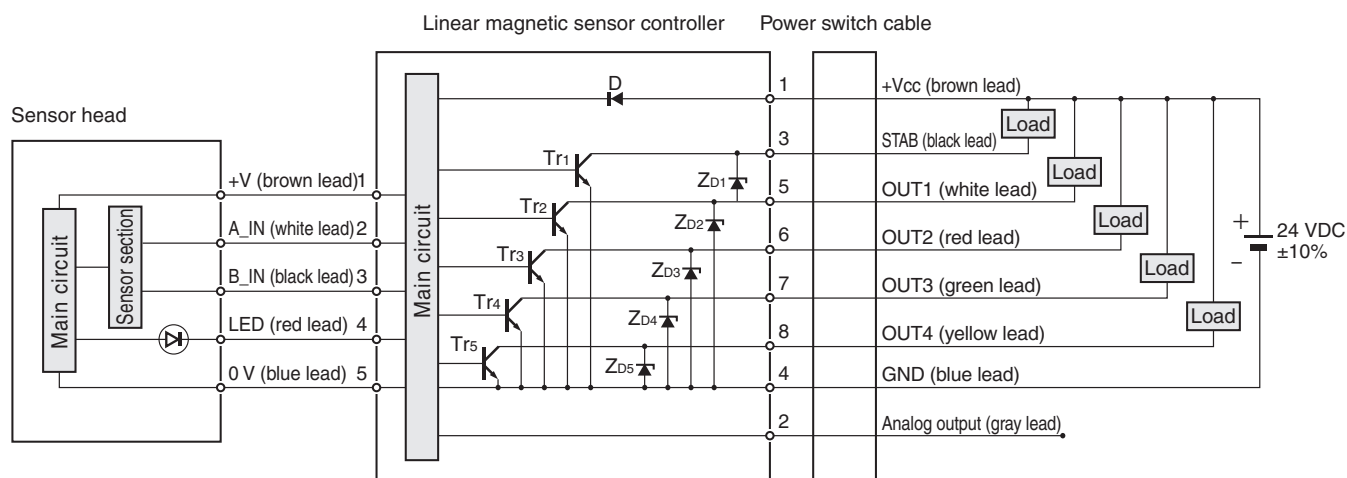 Linear magnetic sensor controller
Power switch cable
Sensor head
Main circuit
Sensor section
+V (brown lead) 1
A_IN (white lead) 2
B_IN (black lead) 3
LED (red lead) 4
0 V (blue lead) 5
Main circuit
D
Tr1
Tr2
Tr3
Tr4
Tr5
ZD1
ZD2
ZD3
ZD4
ZD5
1 +Vcc (brown lead)
3 STAB (black lead)
5 OUT1 (white lead)
6 OUT2 (red lead)
7 OUT3 (green lead)
8 OUT4 (yellow lead)
4 GND (blue lead)
2 Analog output (gray lead)
Load
Load
Load
Load
Load
+
24 VDC
±10%
−